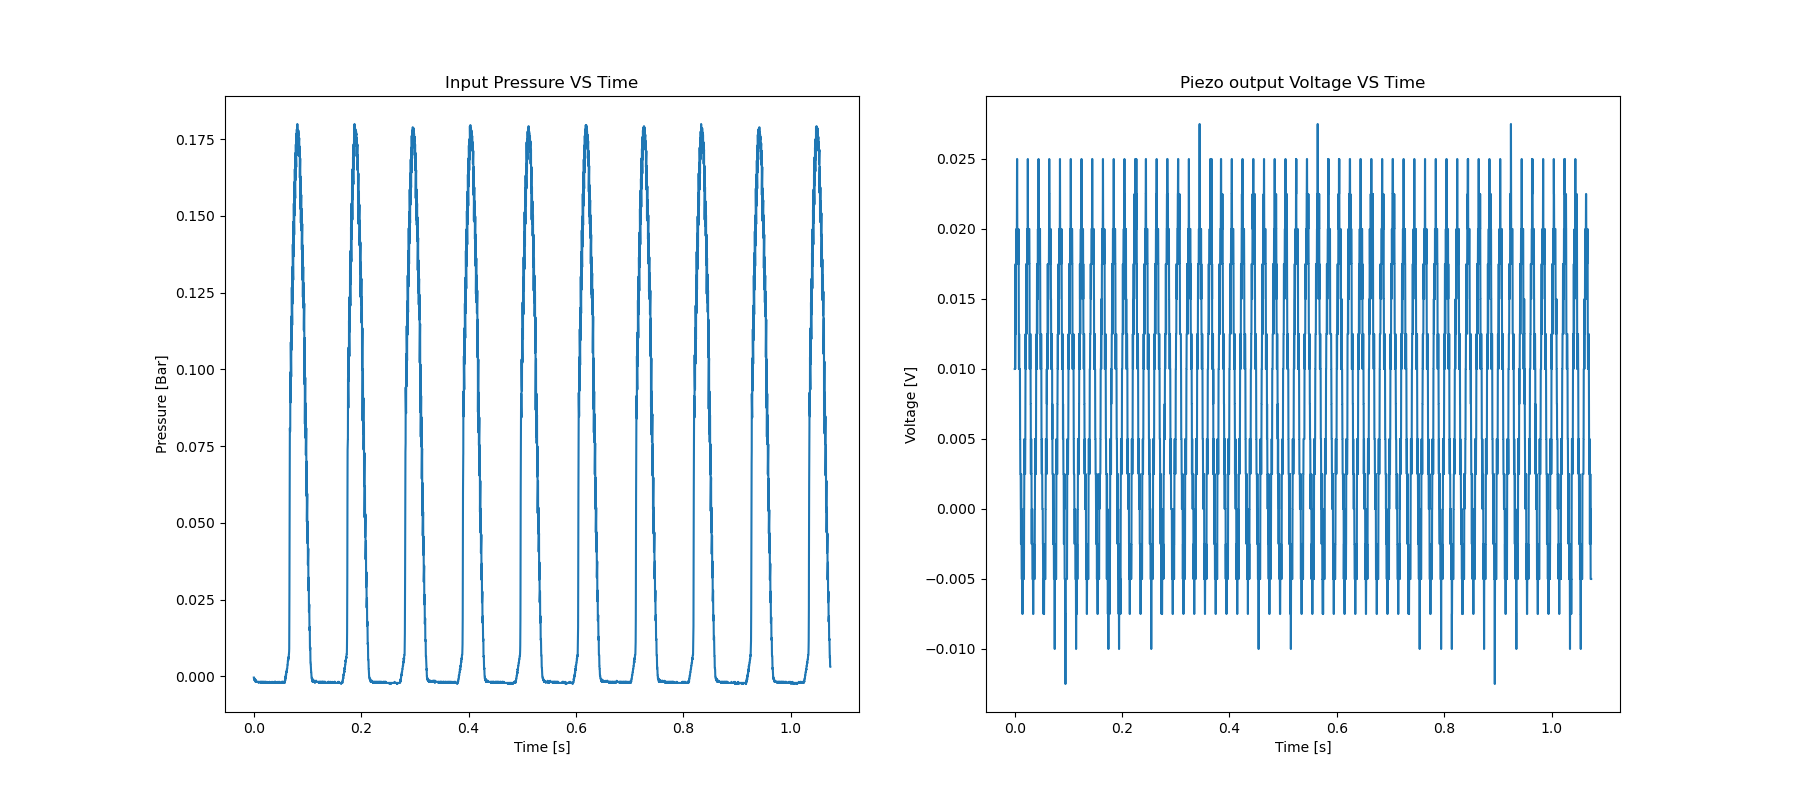 Input Pressure VS Time
0.175
0.150
0.125
0.100
0.075
0.050
0.025
0.000
Pressure [Bar]
0.0 0.2 0.4 0.6 0.8 1.0
Time [s]
Piezo output Voltage VS Time
0.025
0.020
0.015
0.010
0.005
0.000
−0.005
−0.010
Voltage [V]
0.0 0.2 0.4 0.6 0.8 1.0
Time [s]